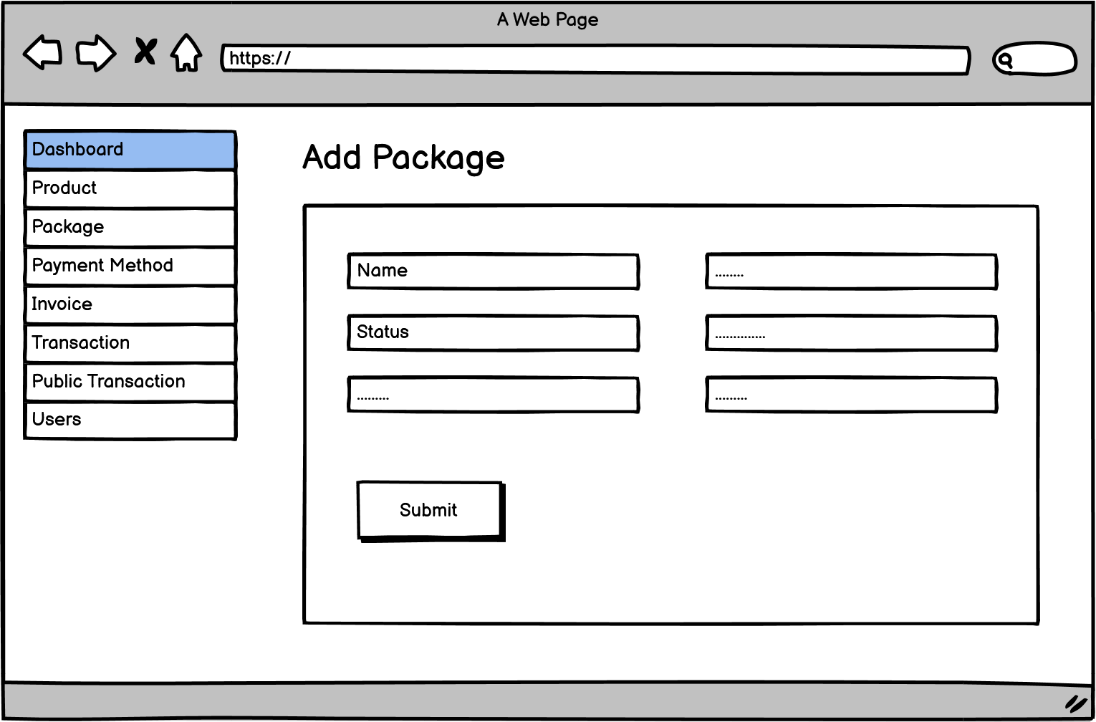 A Web Page
https://
Dashboard
Product
Package
Payment Method
Invoice
Transaction
Public Transaction
Users
Add Package
Name
........
Status
..............
.........
.........
Submit